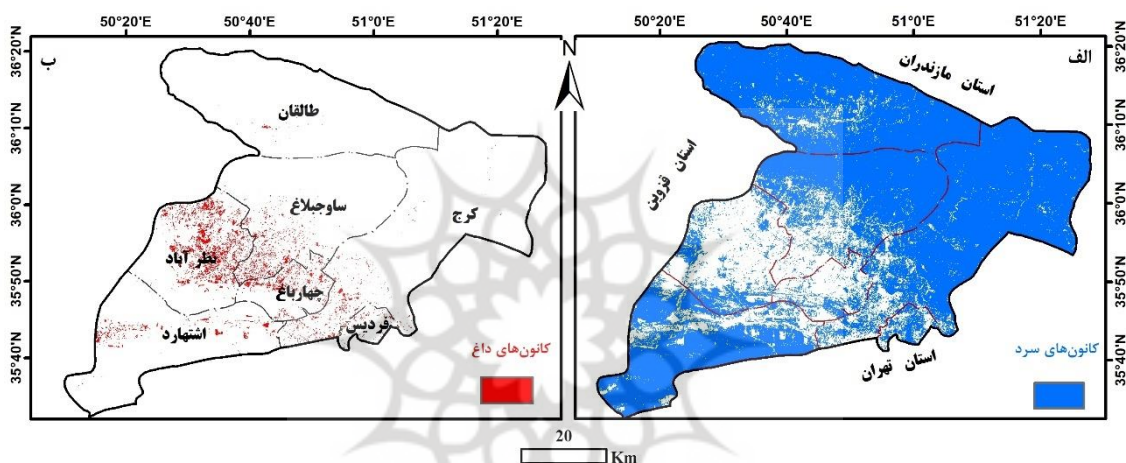 50°20'E 50°40'E 51°0'E 51°20'E
50°20'E 50°40'E 51°0'E 51°20'E
36°20'N
36°10'N
36°0'N
35°50'N
35°40'N
ب
طالقان
ساوجبلاغ
کرج
نظر آباد
چهارباغ
فردیس
اشتهارد
کانون‌های داغ
N
36°20'N
36°10'N
36°0'N
35°50'N
35°40'N
الف
استان مازندران
استان قزوین
استان تهران
کانون‌های سرد
20
Km